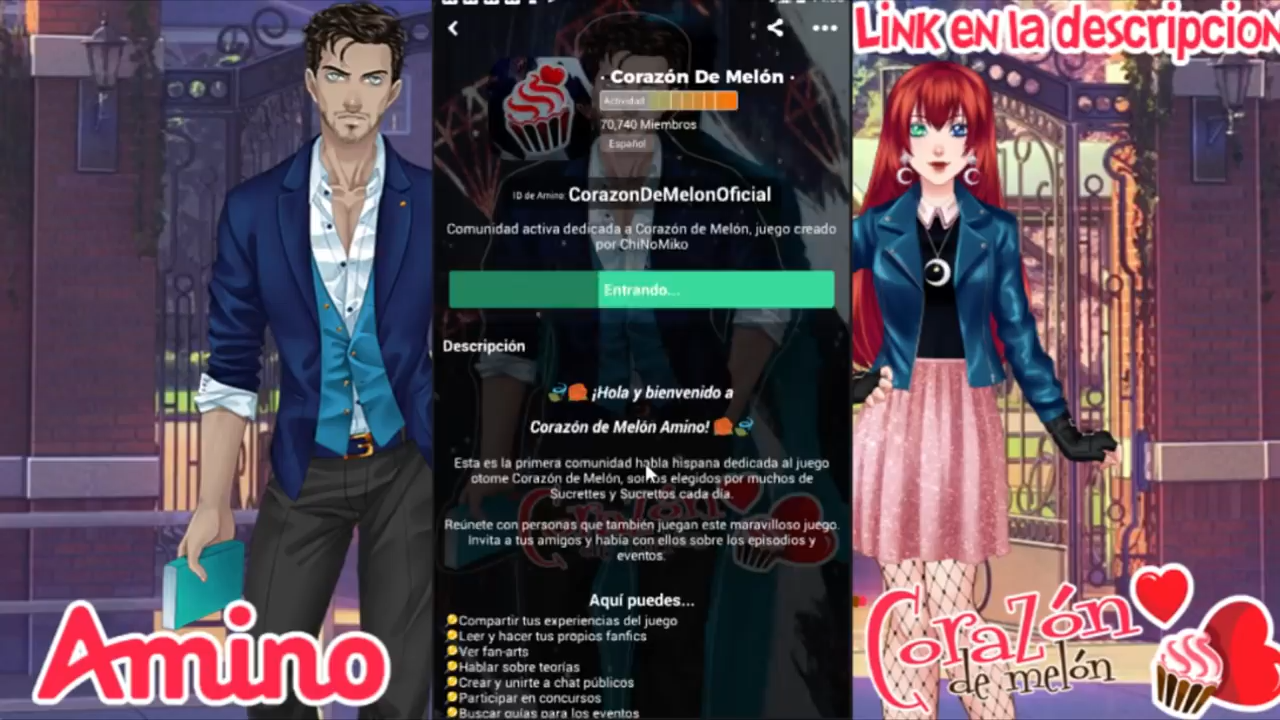 Link en la descripcion
· Corazón De Melón ·
Actividad
70,740 Miembros
Español
ID de Amino: CorazonDeMelonOficial
Comunidad activa dedicada a Corazón de Melón, juego creado
por ChiNoMiko
Entrando...
Descripción
¡Hola y bienvenido a
Corazón de Melón Amino!
Esta es la primera comunidad habla hispana dedicada al juego
otome Corazón de Melón, somos elegidos por muchos de
Sucrettes y Sucrettos cada día.
Reúnete con personas que también juegan este maravilloso juego.
Invita a tus amigos y habla con ellos sobre los episodios y
eventos.
Aquí puedes...
Compartir tus experiencias del juego
Leer y hacer tus propios fanfics
Ver fan-arts
Hablar sobre teorías
Crear y unirte a chat públicos
Participar en concursos
Buscar guías para los eventos
Amino
Corazón
de melón